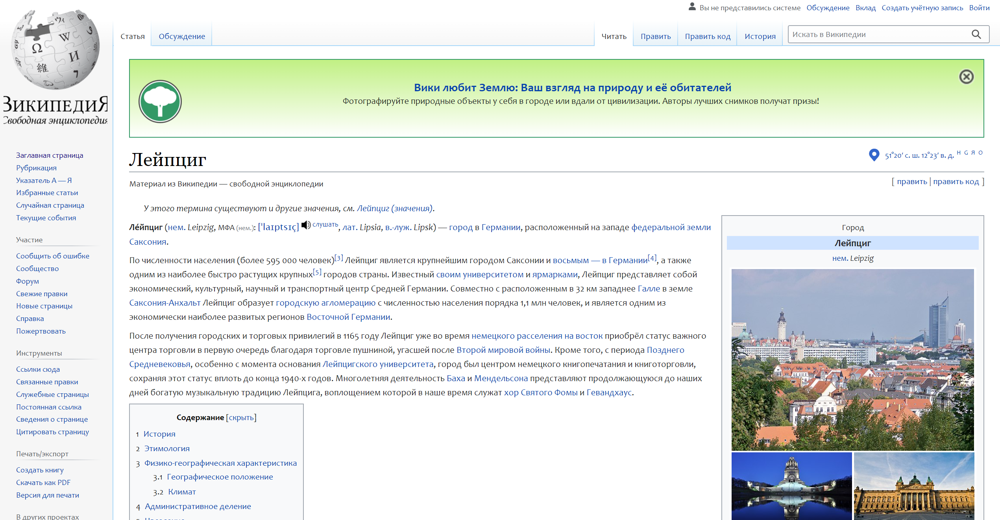 Вы не представились системе Обсуждение Вклад Создать учётную запись Войти
Статья Обсуждение
Читать Править Править код История Искать в Википедии
ВикипедиЯ
Свободная энциклопедия
Вики любит Землю: Ваш взгляд на природу и её обитателей
Фотографируйте природные объекты у себя в городе или вдали от цивилизации. Авторы лучших снимков получат призы!
Заглавная страница
Рубрикация
Указатель А — Я
Избранные статьи
Случайная страница
Текущие события
Участие
Сообщить об ошибке
Сообщество
Форум
Свежие правки
Новые страницы
Справка
Пожертвовать
Инструменты
Ссылки сюда
Связанные правки
Служебные страницы
Постоянная ссылка
Сведения о странице
Цитировать страницу
Печать/экспорт
Создать книгу
Скачать как PDF
Версия для печати
В других проектах
Лейпциг
51°20′ с. ш. 12°23′ в. д. H G Я O
Материал из Википедии — свободной энциклопедии
[ править | править код ]
У этого термина существуют и другие значения, см. Лейпциг (значения).
Ле́йпциг (нем. Leipzig, МФА (нем.): [ˈlaɪptsɪç] слушать, лат. Lipsia, в.-луж. Lipsk) — город в Германии, расположенный на западе федеральной земли
Саксония.
По численности населения (более 595 000 человек)[3] Лейпциг является крупнейшим городом Саксонии и восьмым — в Германии[4], а также
одним из наиболее быстро растущих крупных[5] городов страны. Известный своим университетом и ярмарками, Лейпциг представляет собой
экономический, культурный, научный и транспортный центр Средней Германии. Совместно с расположенным в 32 км западнее Галле в земле
Саксония-Анхальт Лейпциг образует городскую агломерацию с численностью населения порядка 1,1 млн человек, и является одним из
экономически наиболее развитых регионов Восточной Германии.
После получения городских и торговых привилегий в 1165 году Лейпциг уже во время немецкого расселения на восток приобрёл статус важного
центра торговли в первую очередь благодаря торговле пушниной, угасшей после Второй мировой войны. Кроме того, с периода Позднего
Средневековья, особенно с момента основания Лейпцигского университета, город был центром немецкого книгопечатания и книготорговли,
сохраняя этот статус вплоть до конца 1940-х годов. Многолетняя деятельность Баха и Мендельсона представляют продолжающуюся до наших
дней богатую музыкальную традицию Лейпцига, воплощением которой в наше время служат хор Святого Фомы и Гевандхаус.
Содержание [скрыть]
1 История
2 Этимология
3 Физико-географическая характеристика
3.1 Географическое положение
3.2 Климат
4 Административное деление
Город
Лейпциг
нем. Leipzig